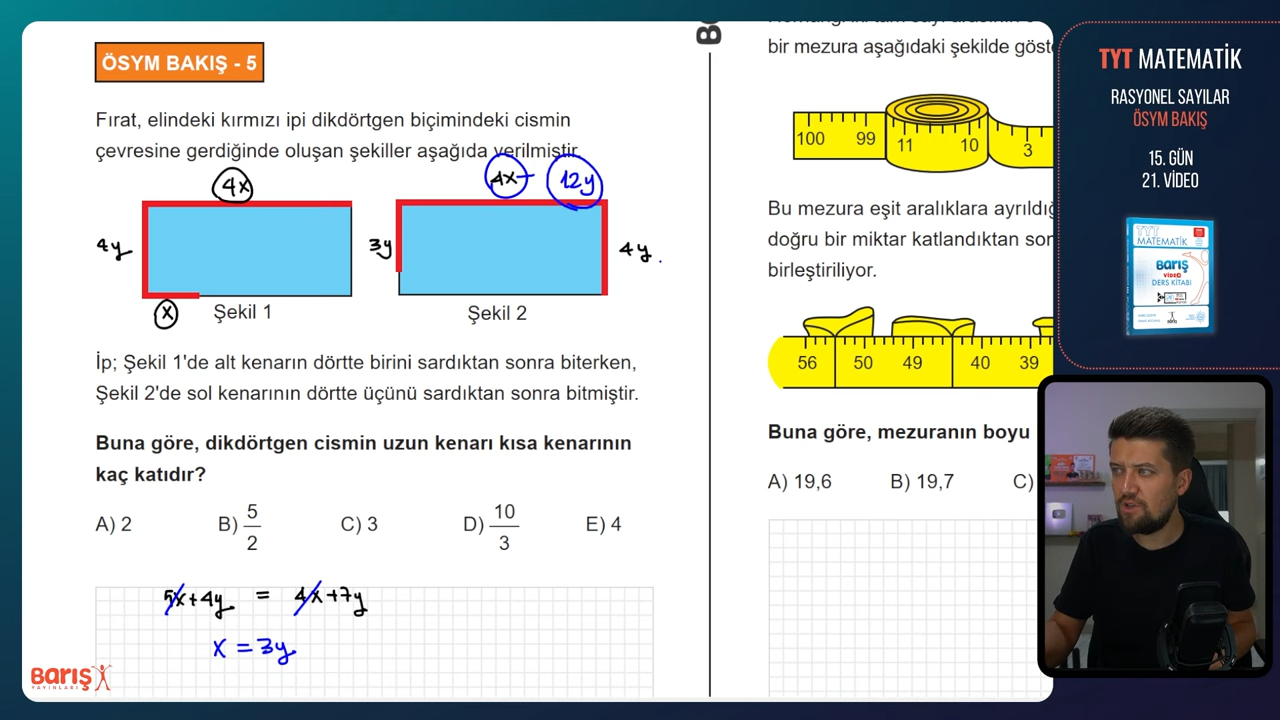 ÖSYM BAKIŞ - 5
Fırat, elindeki kırmızı ipi dikdörtgen biçimindeki cismin
çevresine gerdiğinde oluşan şekiller aşağıda verilmiştir.
4x
4y
x
Şekil 1
4x-
12y
3y
4y.
Şekil 2
İp; Şekil 1'de alt kenarın dörtte birini sardıktan sonra biterken,
Şekil 2'de sol kenarının dörtte üçünü sardıktan sonra bitmiştir.
Buna göre, dikdörtgen cismin uzun kenarı kısa kenarının
kaç katıdır?
A) 2 B) 5/2 C) 3 D) 10/3 E) 4
5x+4y = 4x+7y
x = 3y
BARIŞ
YAYINLARI
bir mezura aşağıdaki şekilde göst
100 99 11 10 3
Bu mezura eşit aralıklara ayrıldı
doğru bir miktar katlandıktan son
birleştiriliyor.
56 50 49 40 39
Buna göre, mezuranın boyu
A) 19,6 B) 19,7 C)
TYT MATEMATİK
RASYONEL SAYILAR
ÖSYM BAKIŞ
15. GÜN
21. VİDEO
TYT
MATEMATİK
BARIŞ
VİDEO
DERS KİTABI